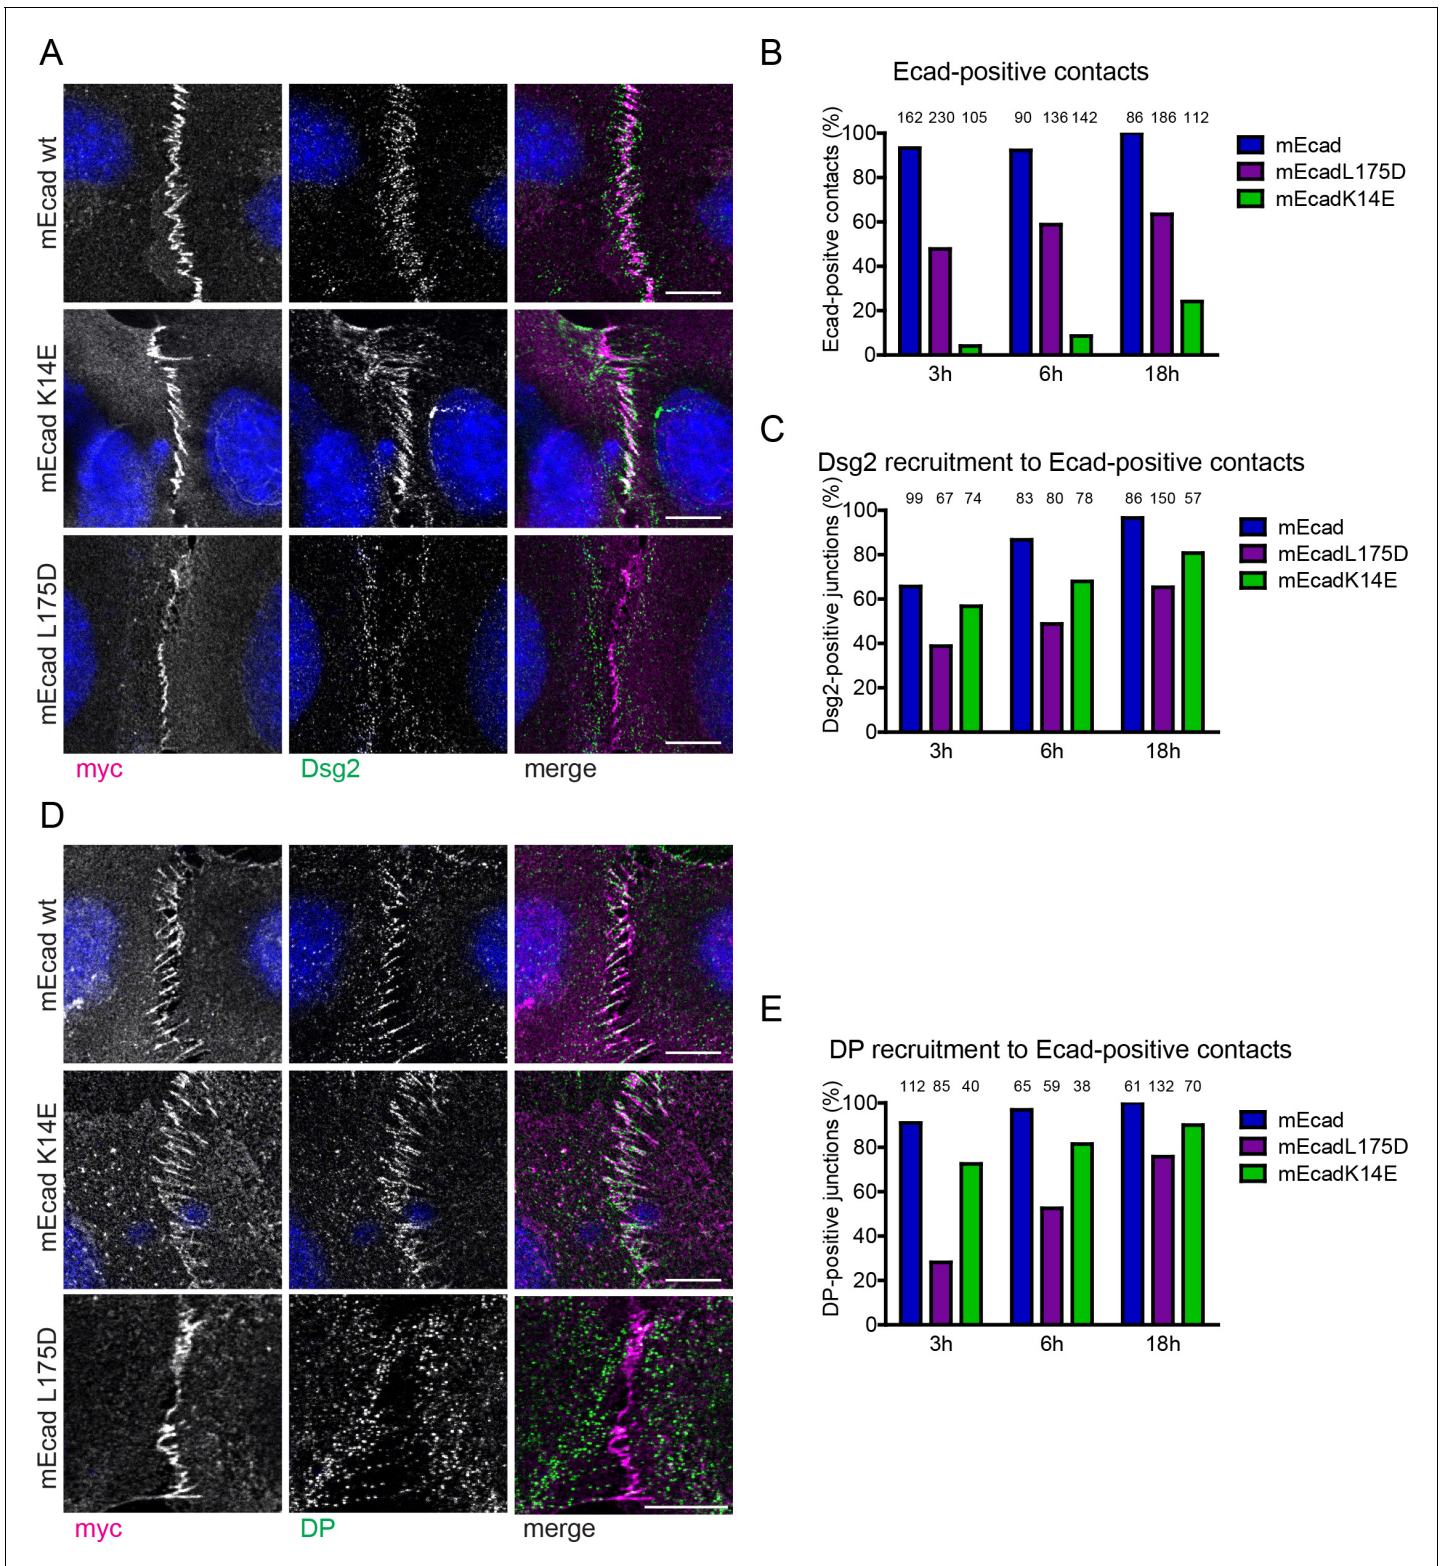 A
mEcad wt
mEcad K14E
mEcad L175D
myc
Dsg2
merge
B
Ecad-positive contacts
162 230 105 90 136 142 86 186 112
Ecad-positve contacts (%)
100
80
60
40
20
0
3h 6h 18h
mEcad
mEcadL175D
mEcadK14E
C
Dsg2 recruitment to Ecad-positive contacts
99 67 74 83 80 78 86 150 57
Dsg2-positive junctions (%)
100
80
60
40
20
0
3h 6h 18h
mEcad
mEcadL175D
mEcadK14E
D
mEcad wt
mEcad K14E
mEcad L175D
myc
DP
merge
E
DP recruitment to Ecad-positive contacts
112 85 40 65 59 38 61 132 70
DP-positive junctions (%)
100
80
60
40
20
0
3h 6h 18h
mEcad
mEcadL175D
mEcadK14E